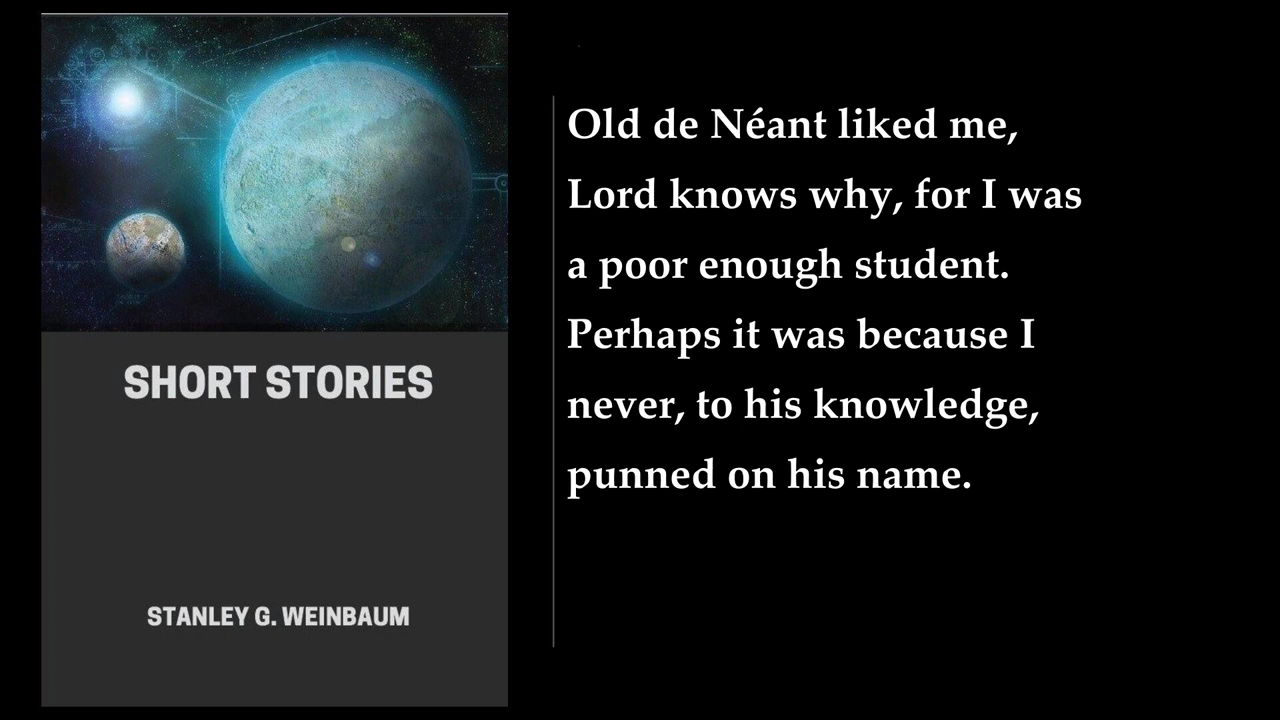 SHORT STORIES
STANLEY G. WEINBAUM
Old de Néant liked me,
Lord knows why, for I was
a poor enough student.
Perhaps it was because I
never, to his knowledge,
punned on his name.